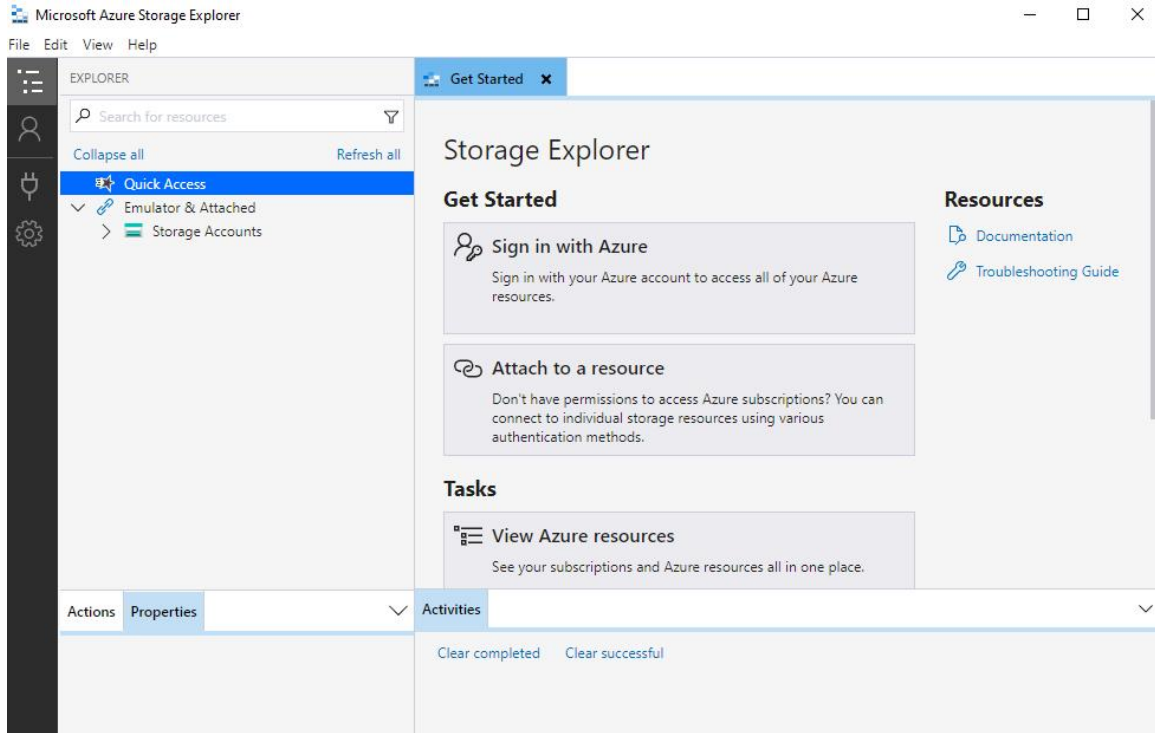 Microsoft Azure Storage Explorer
File Edit View Help
EXPLORER
Search for resources
Collapse all
Refresh all
Quick Access
Emulator & Attached
Storage Accounts
Actions
Properties
Get Started
Storage Explorer
Get Started
Sign in with Azure
Sign in with your Azure account to access all of your Azure
resources.
Attach to a resource
Don't have permissions to access Azure subscriptions? You can
connect to individual storage resources using various
authentication methods.
Tasks
View Azure resources
See your subscriptions and Azure resources all in one place.
Resources
Documentation
Troubleshooting Guide
Activities
Clear completed
Clear successful